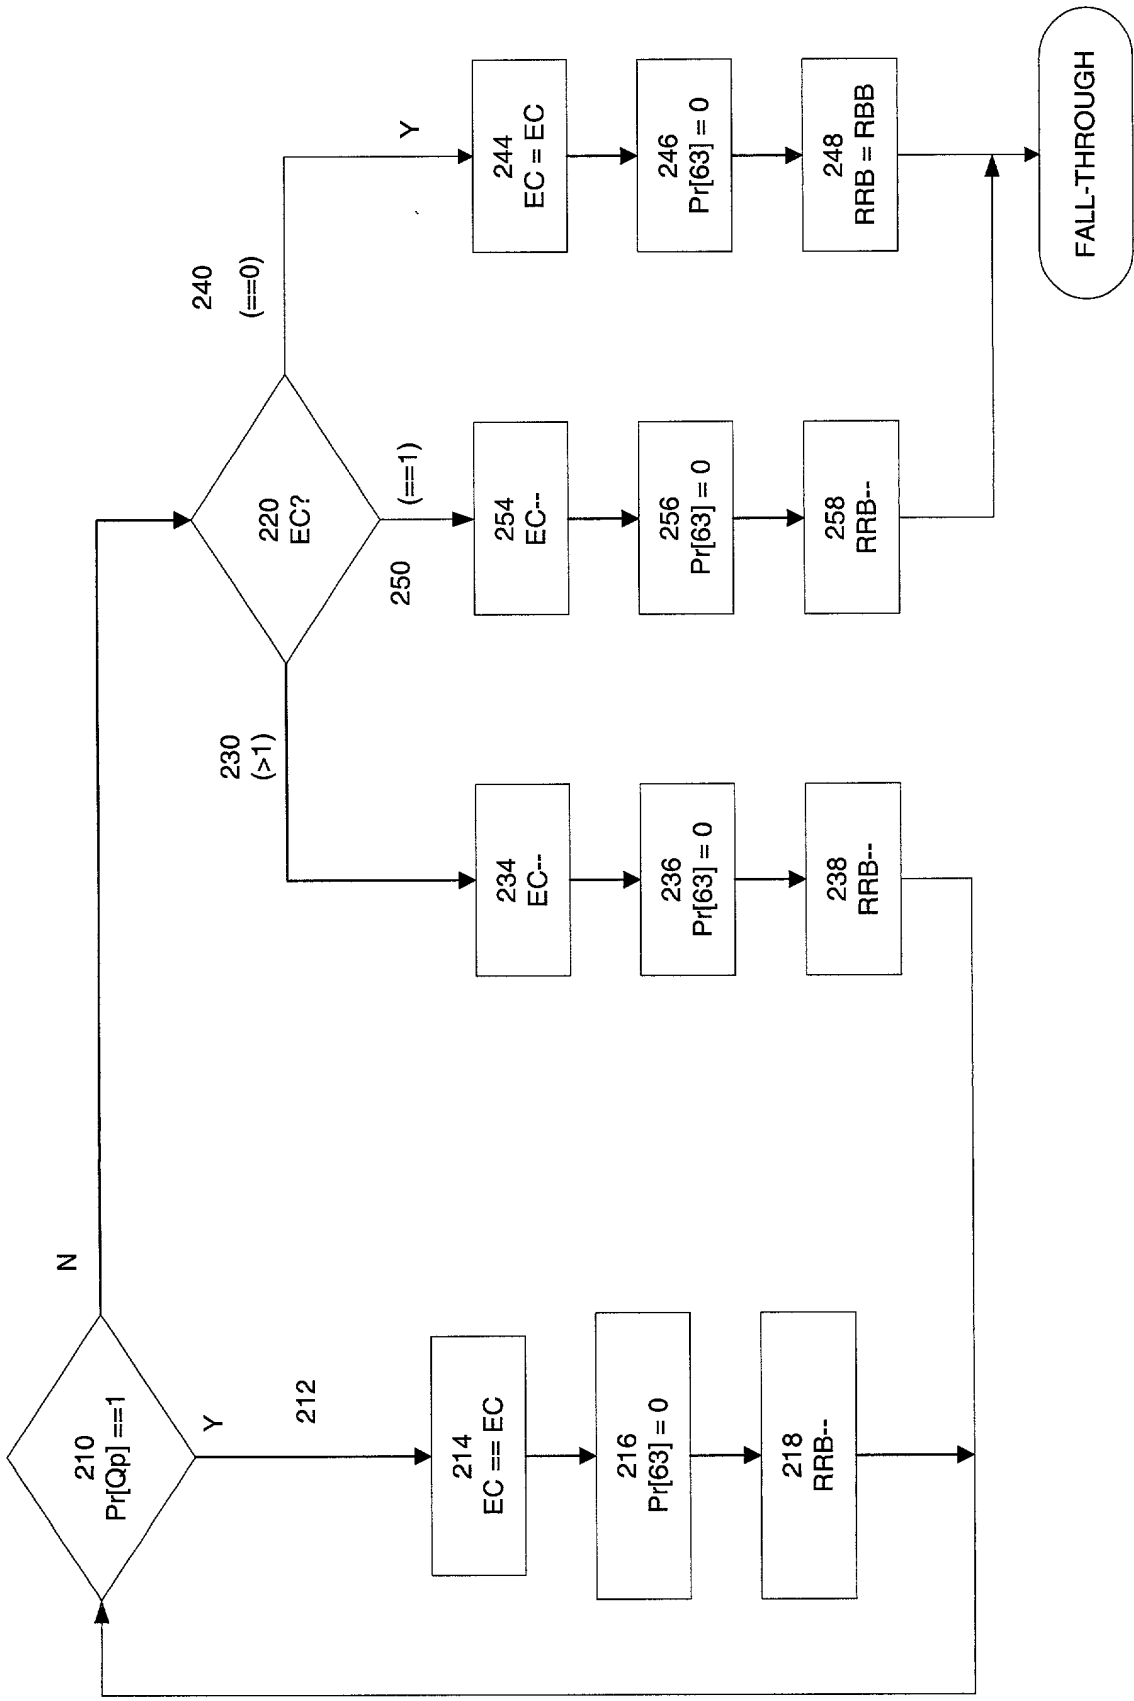 210
Pr[Qp] ==1
N
Y
212
214
EC == EC
216
Pr[63] = 0
218
RRB--
220
EC?
230
(>1)
234
EC--
236
Pr[63] = 0
238
RRB--
250
(==1)
254
EC--
256
Pr[63] = 0
258
RRB--
240
(==0)
Y
244
EC = EC
246
Pr[63] = 0
248
RRB = RBB
FALL-THROUGH